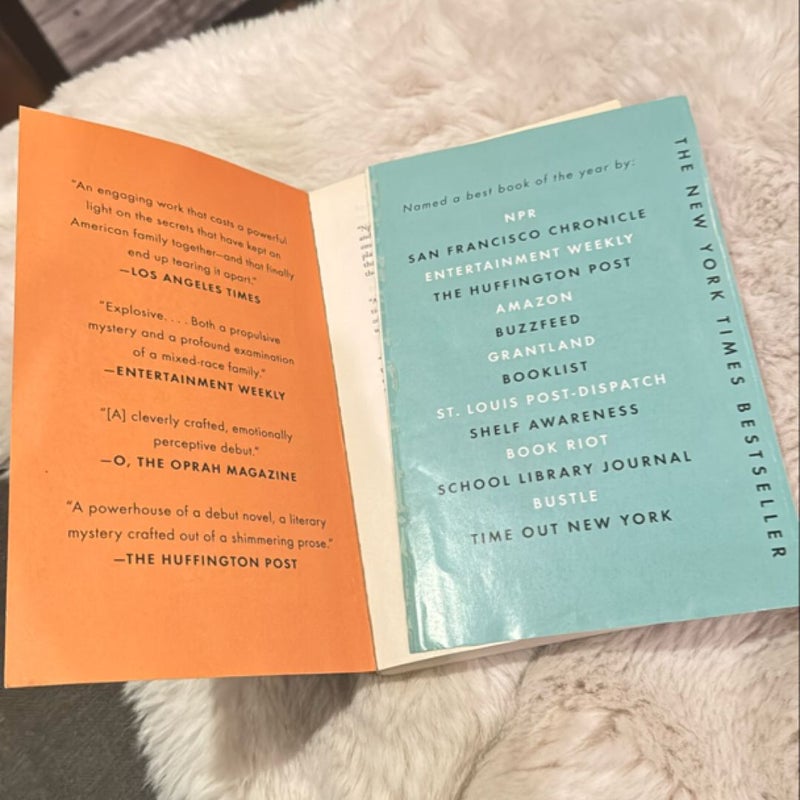 "An engaging work that casts a powerful
light on the secrets that have kept an
American family together—and that finally
end up tearing it apart."
—LOS ANGELES TIMES
"Explosive. . . . Both a propulsive
mystery and a profound examination
of a mixed-race family."
—ENTERTAINMENT WEEKLY
"[A] cleverly crafted, emotionally
perceptive debut."
—O, THE OPRAH MAGAZINE
"A powerhouse of a debut novel, a literary
mystery crafted out of a shimmering prose."
—THE HUFFINGTON POST
Named a best book of the year by:
NPR
SAN FRANCISCO CHRONICLE
ENTERTAINMENT WEEKLY
THE HUFFINGTON POST
AMAZON
BUZZFEED
GRANTLAND
BOOKLIST
ST. LOUIS POST-DISPATCH
SHELF AWARENESS
BOOK RIOT
SCHOOL LIBRARY JOURNAL
BUSTLE
TIME OUT NEW YORK
THE NEW YORK TIMES BESTSELLER